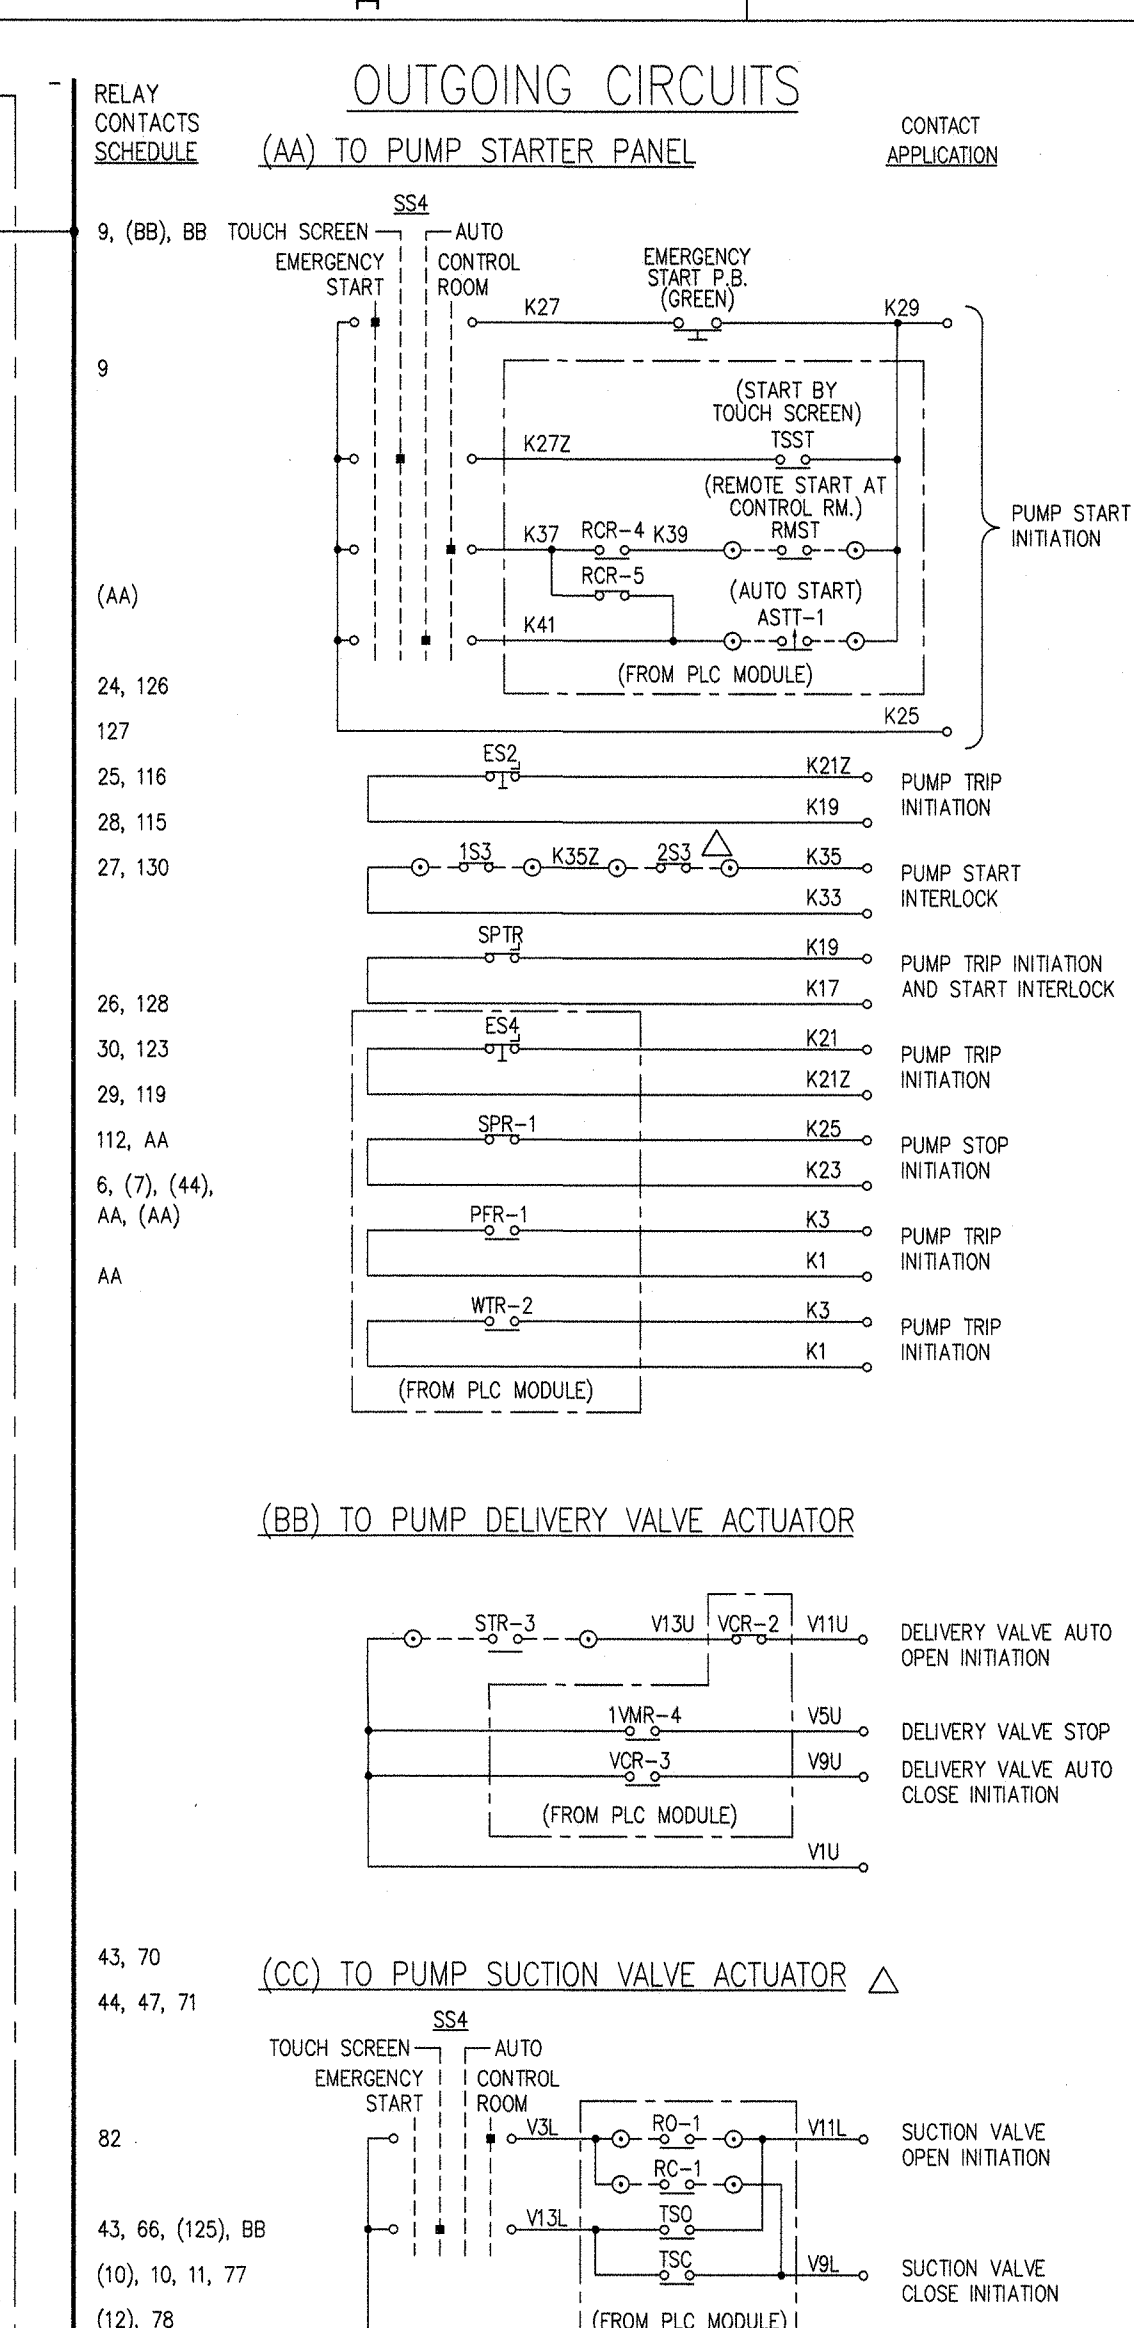 OUTGOING CIRCUITS
RELAY
CONTACTS
SCHEDULE
(AA) TO PUMP STARTER PANEL
CONTACT
APPLICATION
SS4
9, (BB), BB
TOUCH SCREEN
AUTO
EMERGENCY
START
CONTROL
ROOM
EMERGENCY
START P.B.
(GREEN)
K27
K29
9
(START BY
TOUCH SCREEN)
K27Z
TSST
(REMOTE START AT
CONTROL RM.)
K37
RCR-4
K39
RMST
PUMP START
INITIATION
RCR-5
(AA)
(AUTO START)
ASTT-1
K41
(FROM PLC MODULE)
24, 126
K25
127
ES2
25, 116
K21Z
PUMP TRIP
INITIATION
K19
28, 115
1S3
K35Z
2S3
K35
27, 130
PUMP START
INTERLOCK
K33
SPTR
K19
PUMP TRIP INITIATION
AND START INTERLOCK
K17
26, 128
ES4
K21
30, 123
PUMP TRIP
INITIATION
K21Z
29, 119
SPR-1
K25
112, AA
PUMP STOP
INITIATION
K23
6, (7), (44),
AA, (AA)
PFR-1
K3
PUMP TRIP
INITIATION
K1
AA
WTR-2
K3
PUMP TRIP
INITIATION
K1
(FROM PLC MODULE)
(BB) TO PUMP DELIVERY VALVE ACTUATOR
STR-3
V13U
VCR-2
V11U
DELIVERY VALVE AUTO
OPEN INITIATION
1VMR-4
V5U
DELIVERY VALVE STOP
VCR-3
V9U
DELIVERY VALVE AUTO
CLOSE INITIATION
(FROM PLC MODULE)
V1U
43, 70
(CC) TO PUMP SUCTION VALVE ACTUATOR
44, 47, 71
SS4
TOUCH SCREEN
AUTO
EMERGENCY
START
CONTROL
ROOM
82
V3L
RO-1
V11L
SUCTION VALVE
OPEN INITIATION
RC-1
43, 66, (125), BB
V13L
TSO
(10), 10, 11, 77
TSC
V9L
SUCTION VALVE
CLOSE INITIATION
(12), 78
(FROM PLC MODULE)